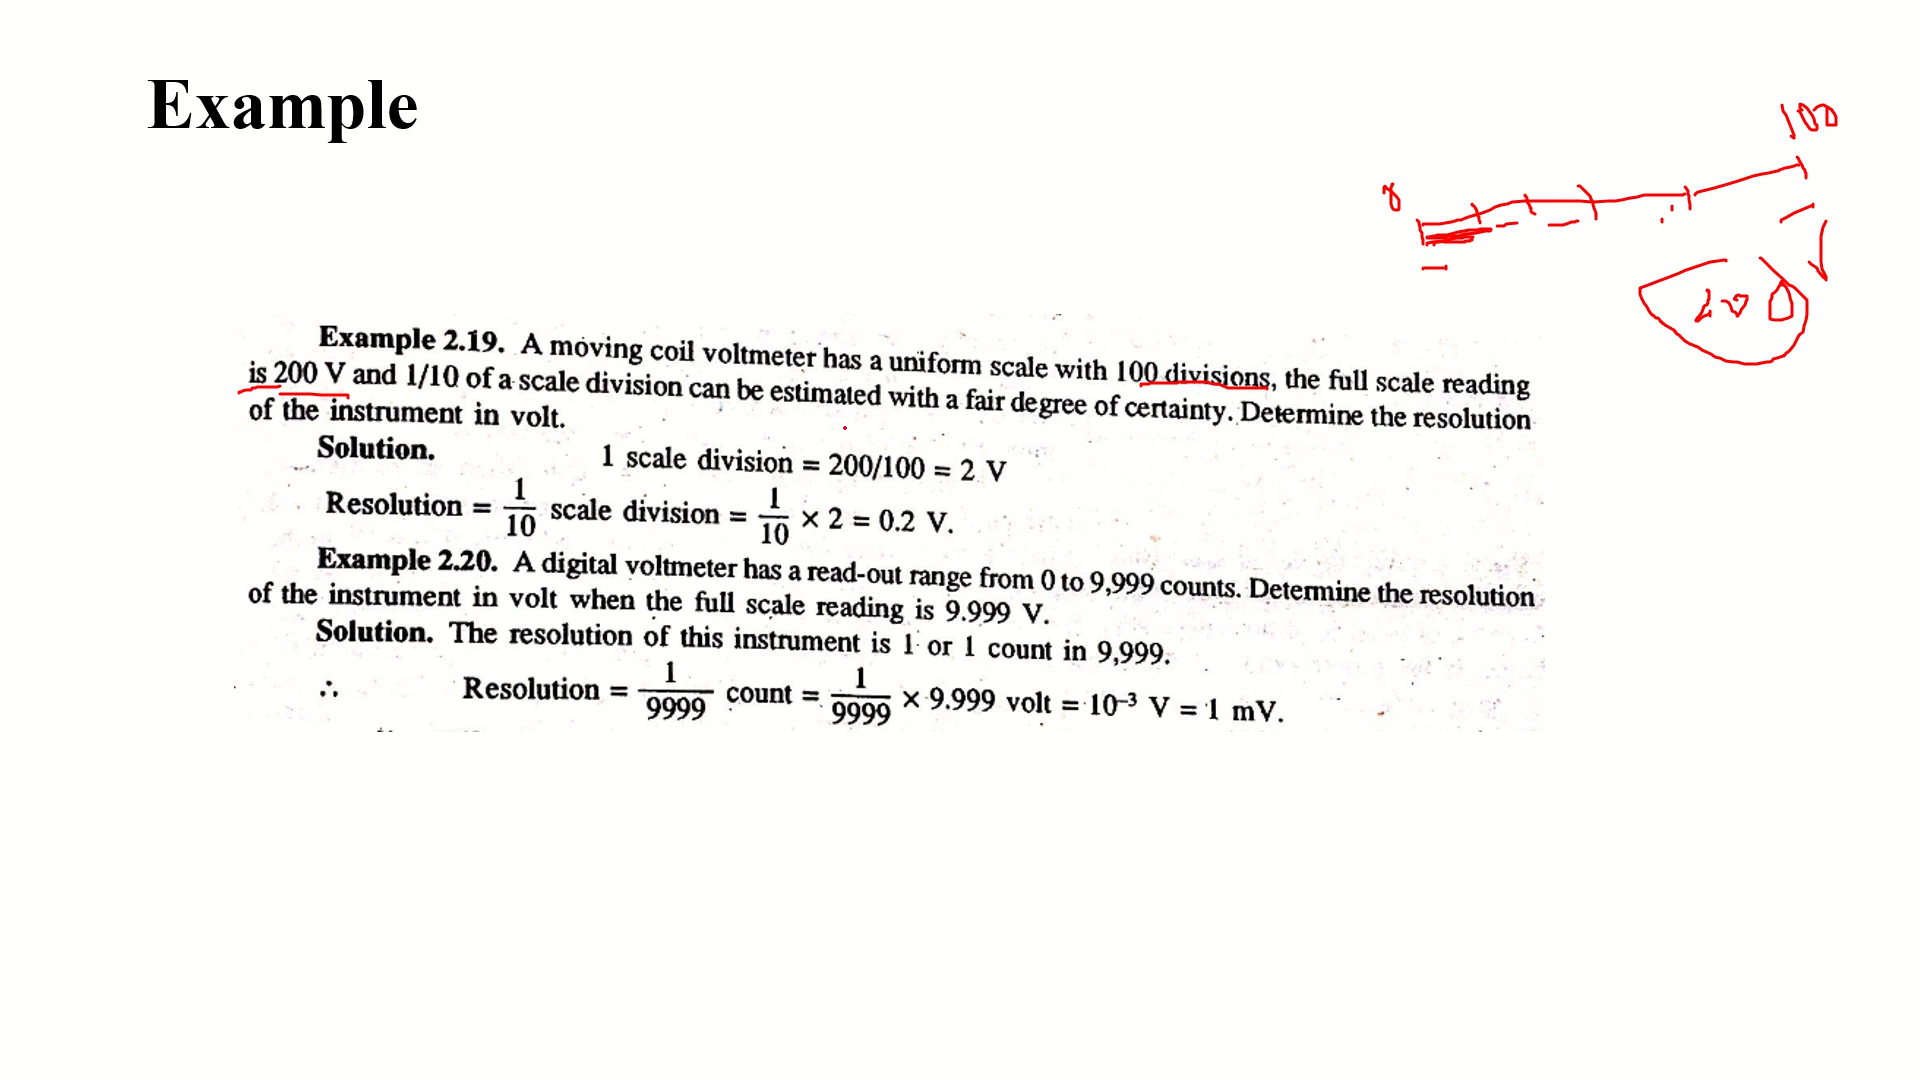 Example
100
0
200
Example 2.19. A moving coil voltmeter has a uniform scale with 100 divisions, the full scale reading
is 200 V and 1/10 of a scale division can be estimated with a fair degree of certainty. Determine the resolution
of the instrument in volt.
Solution. 1 scale division = 200/100 = 2 V
Resolution = 1/10 scale division = 1/10 × 2 = 0.2 V.
Example 2.20. A digital voltmeter has a read-out range from 0 to 9,999 counts. Determine the resolution
of the instrument in volt when the full scale reading is 9.999 V.
Solution. The resolution of this instrument is 1 or 1 count in 9,999.
∴ Resolution = 1/9999 count = 1/9999 × 9.999 volt = 10⁻³ V = 1 mV.